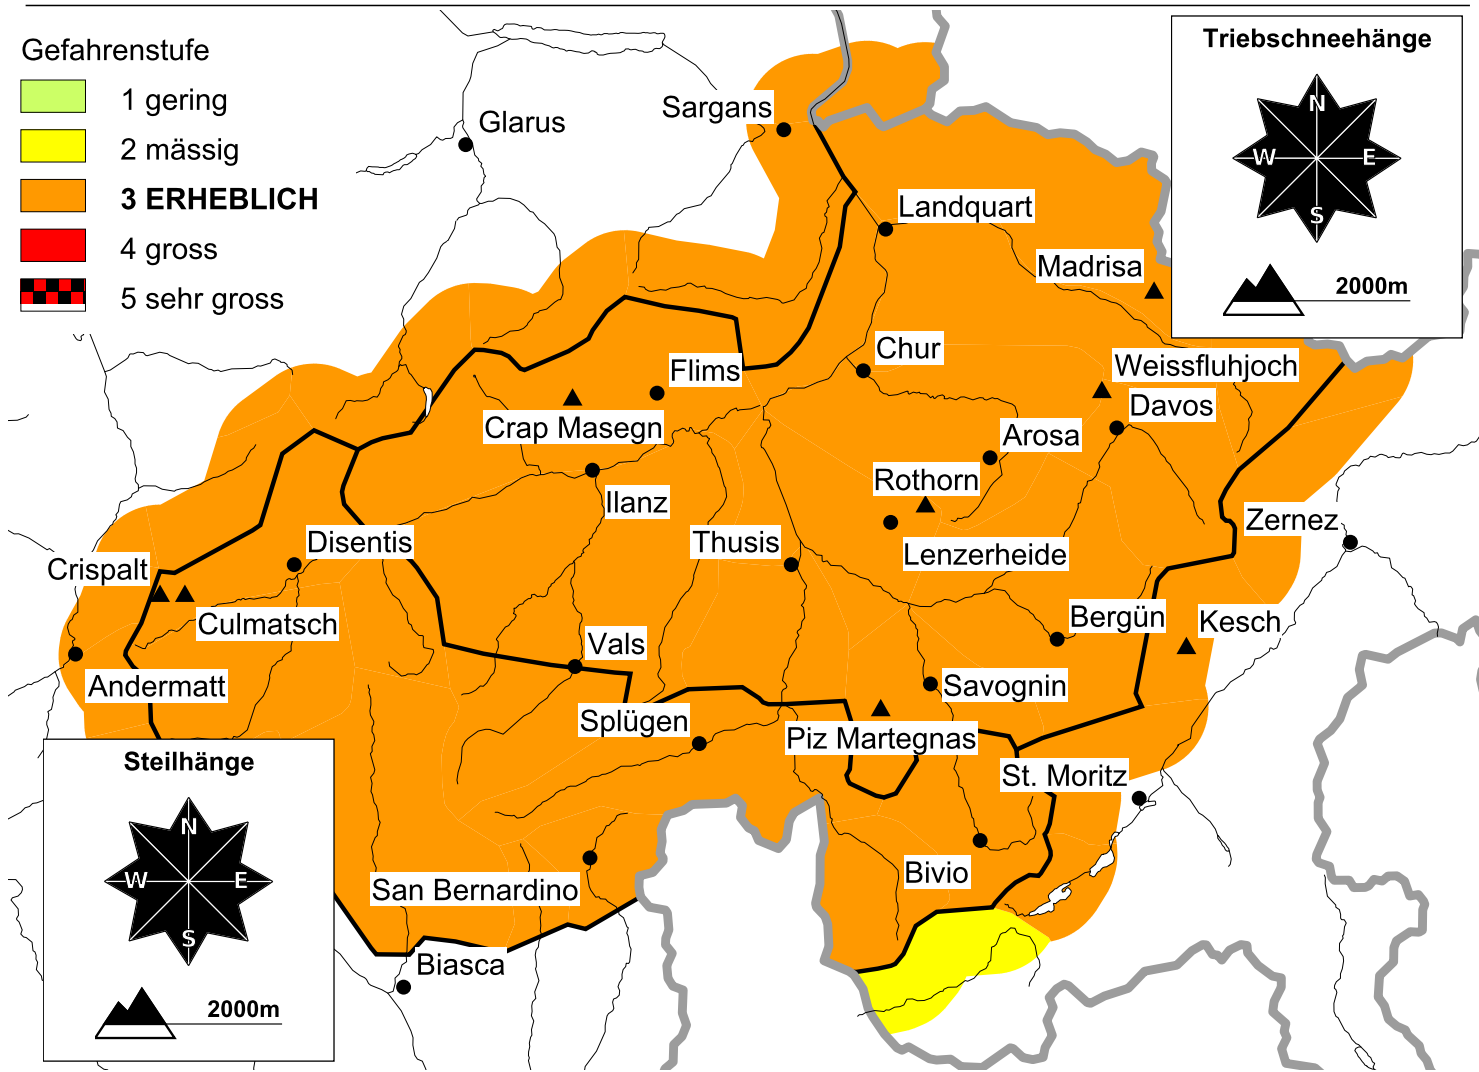 Gefahrenstufe
1 gering
2 mässig
3 ERHEBLICH
4 gross
5 sehr gross
Triebschneehänge
N
W E
S
2000m
Glarus
Sargans
Landquart
Madrisa
Chur
Weissfluhjoch
Flims
Davos
Crap Masegn
Arosa
Rothorn
Ilanz
Zernez
Disentis
Thusis
Lenzerheide
Crispalt
Culmatsch
Bergün
Kesch
Vals
Andermatt
Savognin
Splügen
Piz Martegnas
St. Moritz
Bivio
San Bernardino
Biasca
Steilhänge
N
W E
S
2000m